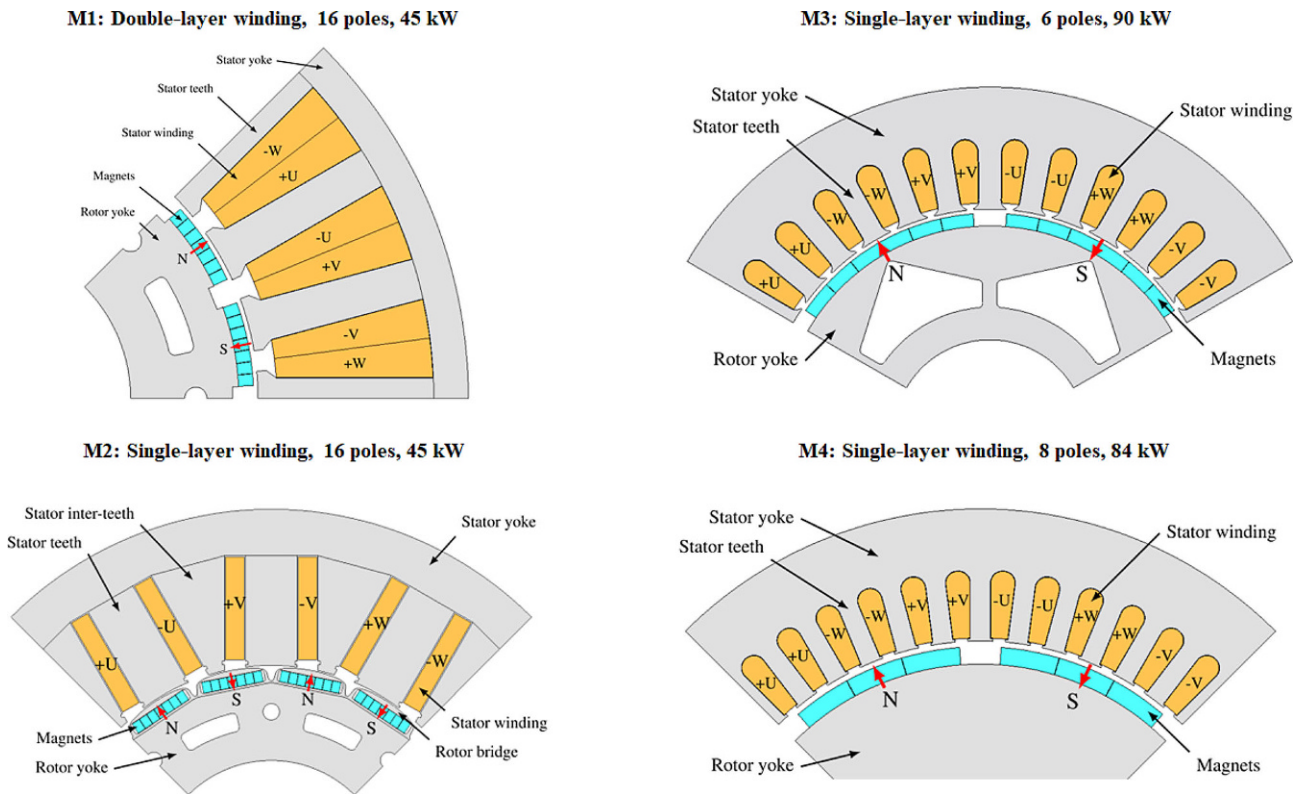 M1: Double-layer winding, 16 poles, 45 kW
Stator yoke
Stator teeth
Stator winding
Magnets
Rotor yoke
-W
+U
-U
+V
-V
+W
N
S
M3: Single-layer winding, 6 poles, 90 kW
Stator yoke
Stator teeth
Stator winding
+U
+U
-W
-W
+V
+V
-U
-U
+W
+W
-V
-V
N
S
Rotor yoke
Magnets
M2: Single-layer winding, 16 poles, 45 kW
Stator inter-teeth
Stator teeth
Stator yoke
+U
-U
+V
-V
+W
-W
N
S
N
S
Magnets
Rotor yoke
Stator winding
Rotor bridge
M4: Single-layer winding, 8 poles, 84 kW
Stator yoke
Stator teeth
Stator winding
+U
+U
-W
-W
+V
+V
-U
-U
+W
+W
-V
-V
N
S
Rotor yoke
Magnets